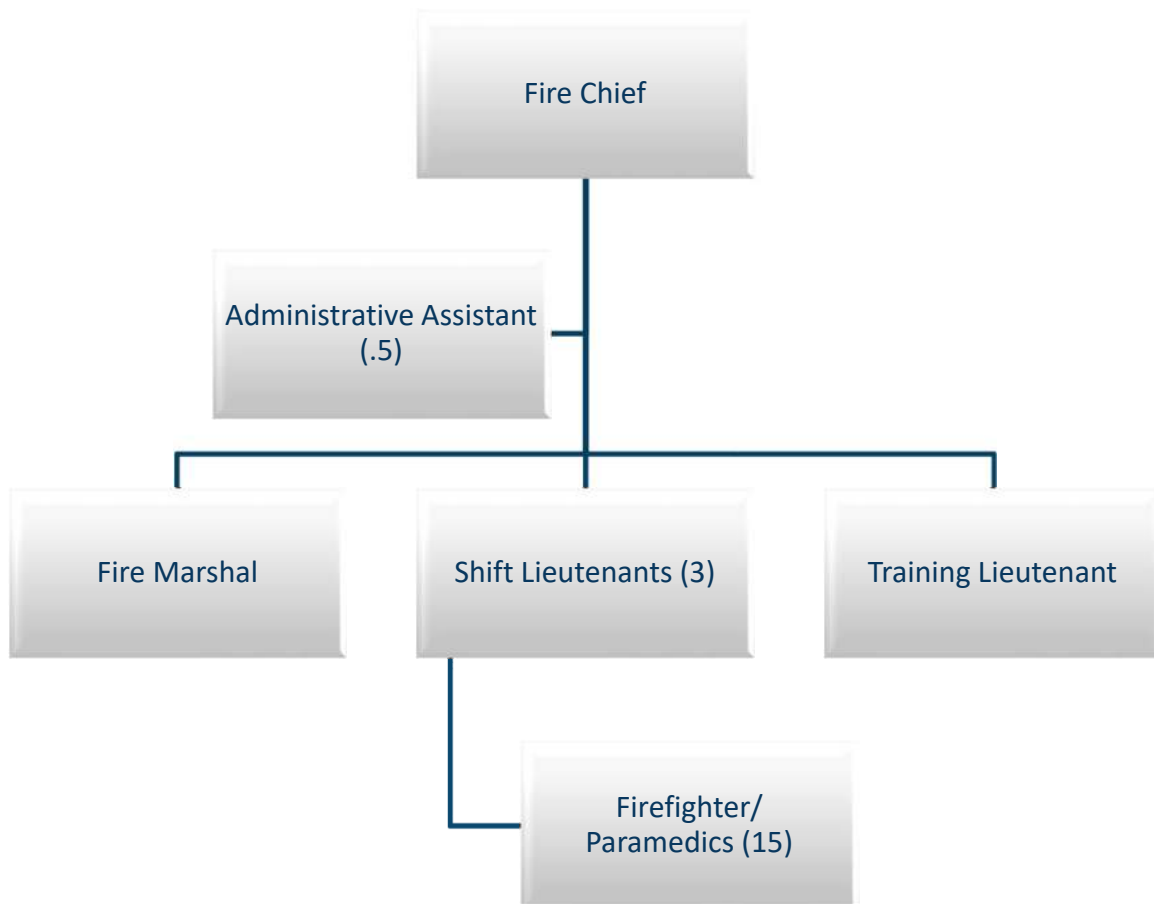 Fire Chief
Administrative Assistant
(.5)
Fire Marshal
Shift Lieutenants (3)
Training Lieutenant
Firefighter/
Paramedics (15)